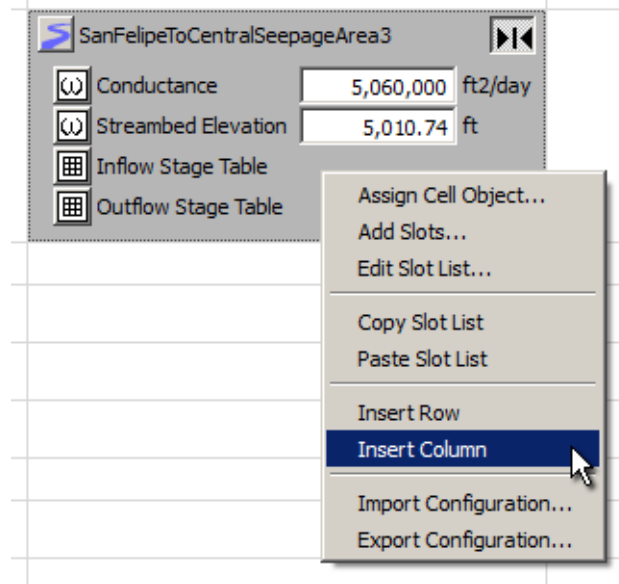 SanFelipeToCentralSeepageArea3
Conductance 5,060,000 ft2/day
Streambed Elevation 5,010.74 ft
Inflow Stage Table
Outflow Stage Table
Assign Cell Object...
Add Slots...
Edit Slot List...
Copy Slot List
Paste Slot List
Insert Row
Insert Column
Import Configuration...
Export Configuration...